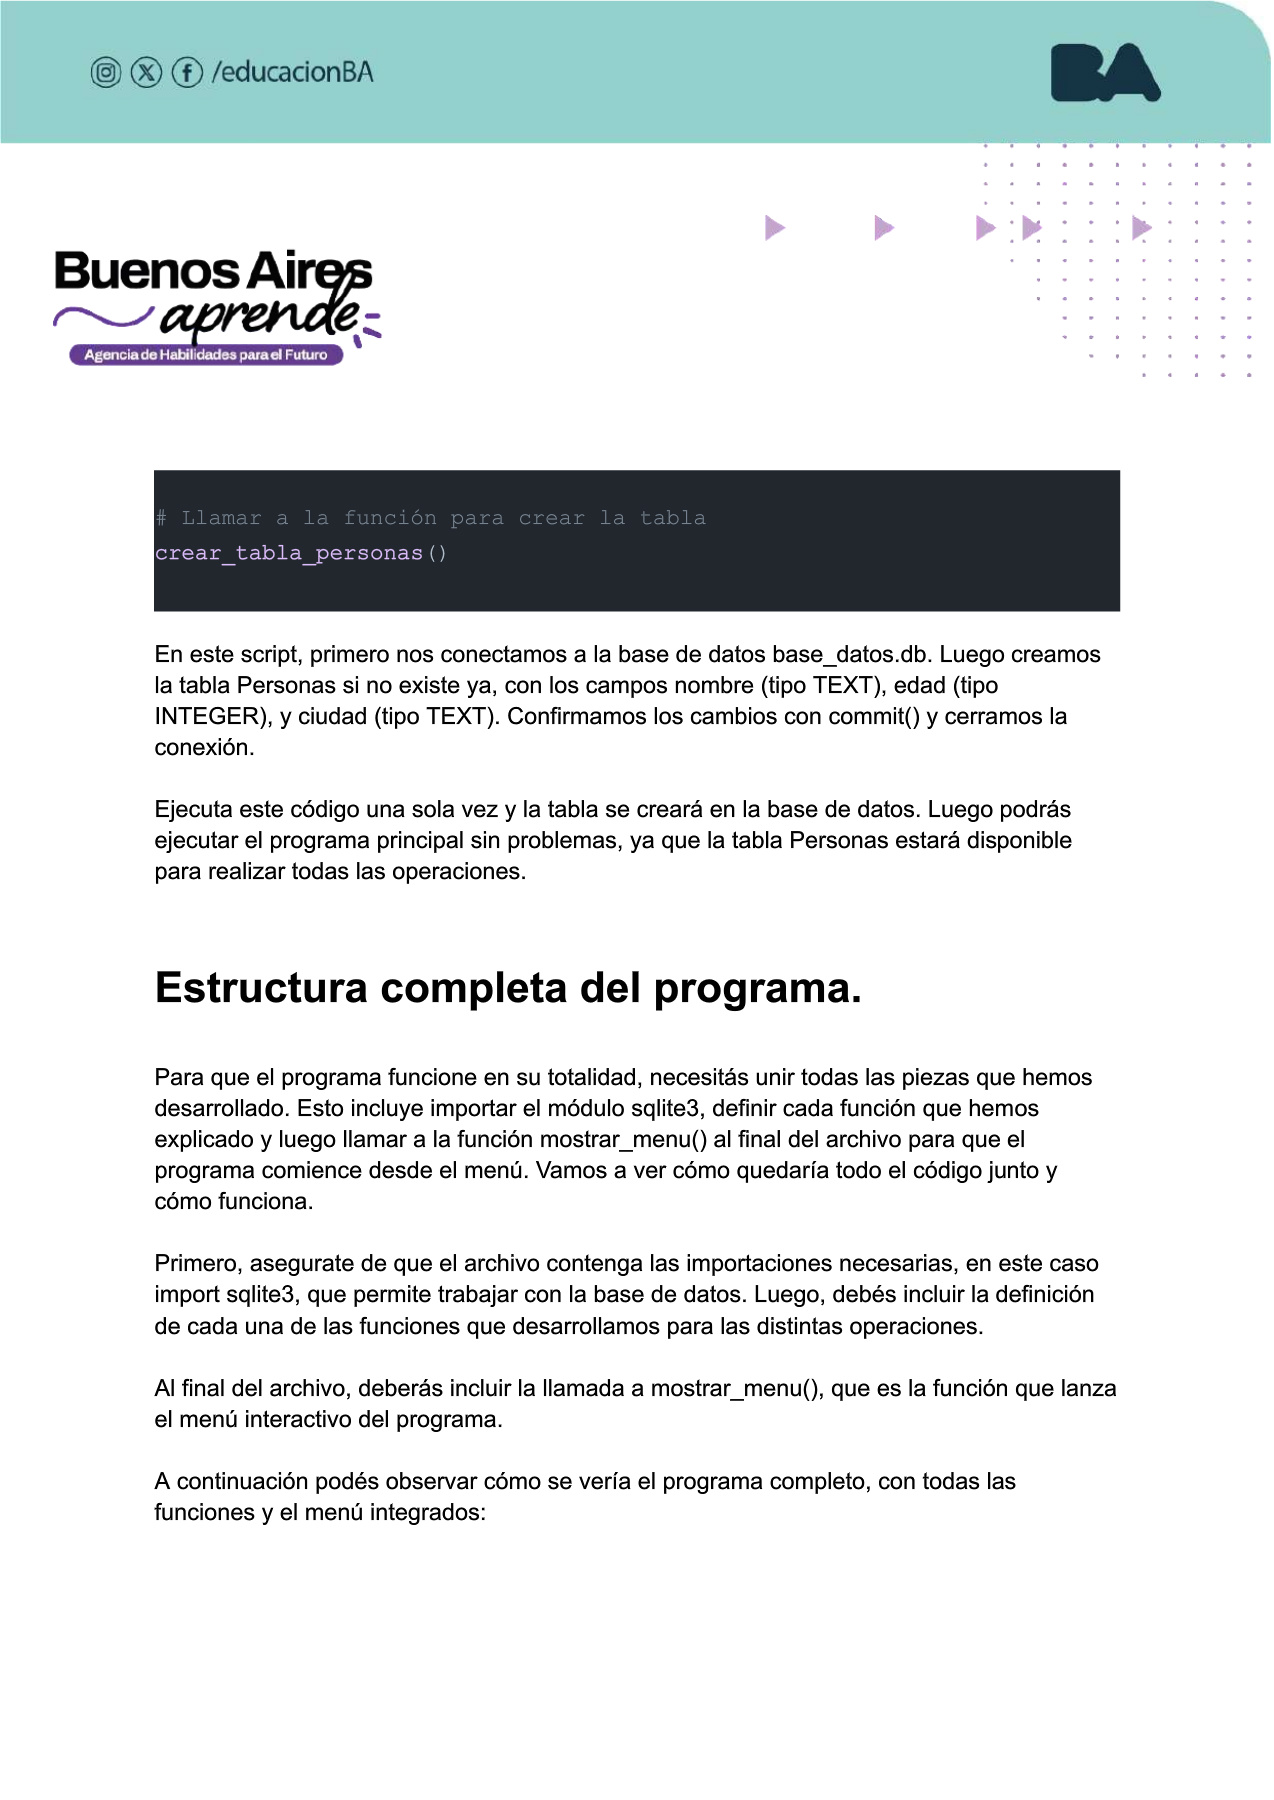 /educacionBA
BA
Buenos Aires
aprende
Agencia de Habilidades para el Futuro
# Llamar a la función para crear la tabla
crear_tabla_personas()
En este script, primero nos conectamos a la base de datos base_datos.db. Luego creamos
la tabla Personas si no existe ya, con los campos nombre (tipo TEXT), edad (tipo
INTEGER), y ciudad (tipo TEXT). Confirmamos los cambios con commit() y cerramos la
conexión.
Ejecuta este código una sola vez y la tabla se creará en la base de datos. Luego podrás
ejecutar el programa principal sin problemas, ya que la tabla Personas estará disponible
para realizar todas las operaciones.
Estructura completa del programa.
Para que el programa funcione en su totalidad, necesitás unir todas las piezas que hemos
desarrollado. Esto incluye importar el módulo sqlite3, definir cada función que hemos
explicado y luego llamar a la función mostrar_menu() al final del archivo para que el
programa comience desde el menú. Vamos a ver cómo quedaría todo el código junto y
cómo funciona.
Primero, asegurate de que el archivo contenga las importaciones necesarias, en este caso
import sqlite3, que permite trabajar con la base de datos. Luego, debés incluir la definición
de cada una de las funciones que desarrollamos para las distintas operaciones.
Al final del archivo, deberás incluir la llamada a mostrar_menu(), que es la función que lanza
el menú interactivo del programa.
A continuación podés observar cómo se vería el programa completo, con todas las
funciones y el menú integrados: